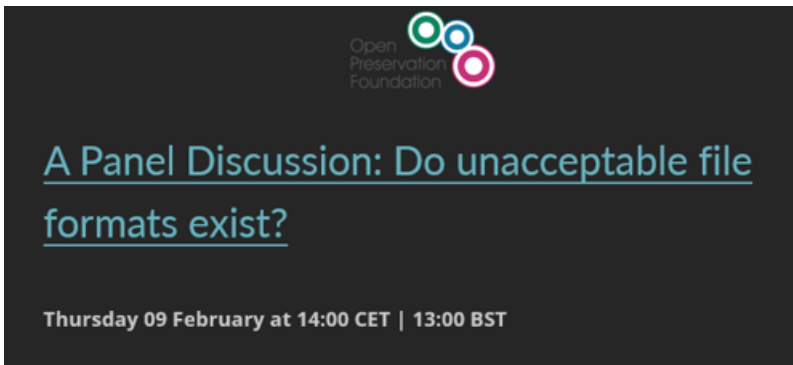 Open
Preservation
Foundation
A Panel Discussion: Do unacceptable file
formats exist?
Thursday 09 February at 14:00 CET | 13:00 BST